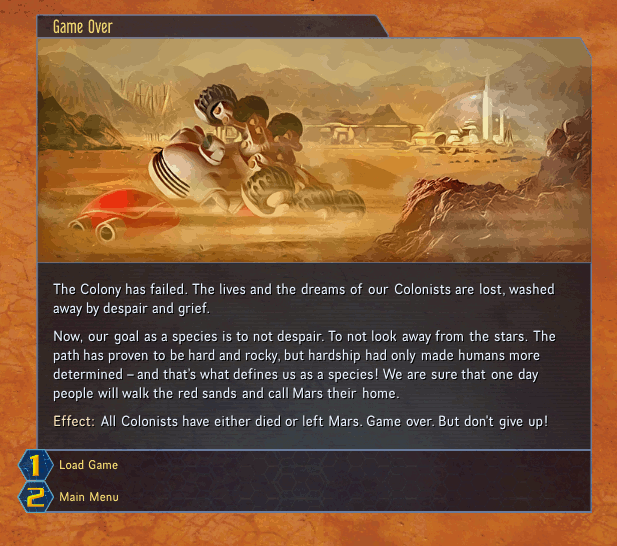 Game Over
The Colony has failed. The lives and the dreams of our Colonists are lost, washed
away by despair and grief.
Now, our goal as a species is to not despair. To not look away from the stars. The
path has proven to be hard and rocky, but hardship had only made humans more
determined – and that's what defines us as a species! We are sure that one day
people will walk the red sands and call Mars their home.
Effect: All Colonists have either died or left Mars. Game over. But don't give up!
1 Load Game
2 Main Menu